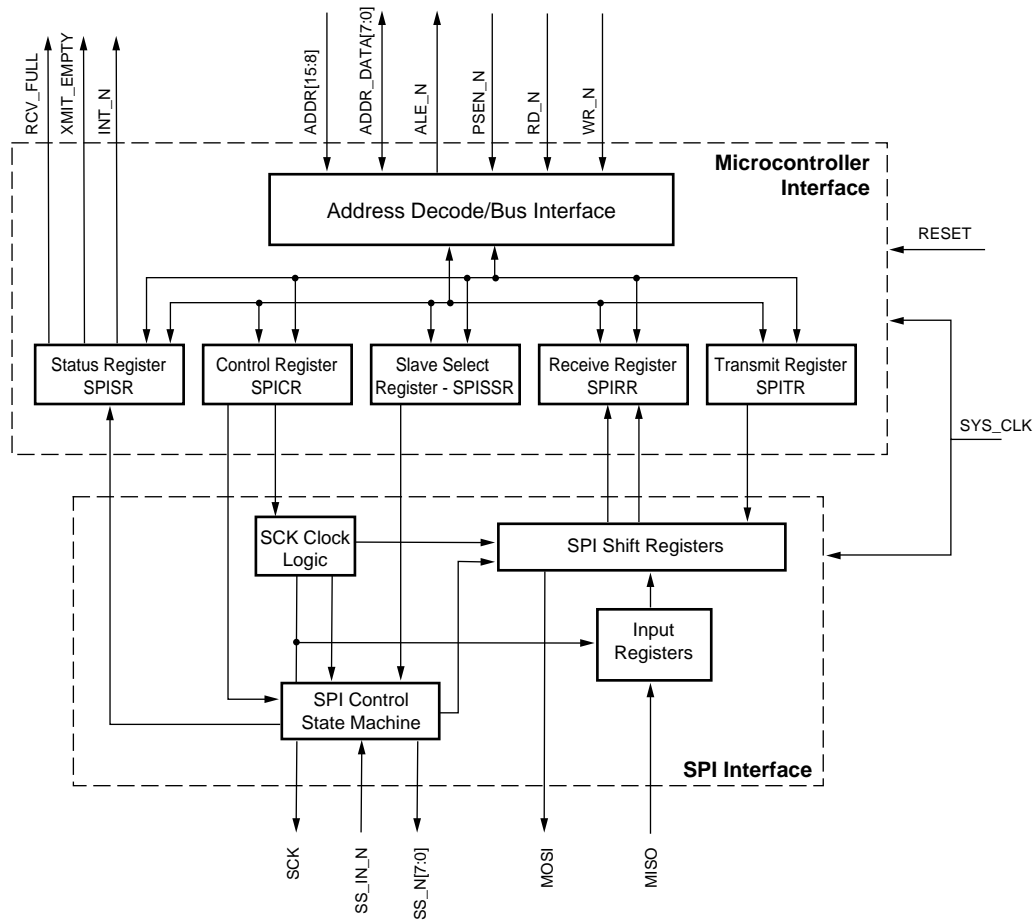 RCV_FULL
XMIT_EMPTY
INT_N
ADDR[15:8]
ADDR_DATA[7:0]
ALE_N
PSEN_N
RD_N
WR_N
Microcontroller
Interface
Address Decode/Bus Interface
RESET
Status Register
SPISR
Control Register
SPICR
Slave Select
Register - SPISSR
Receive Register
SPIRR
Transmit Register
SPITR
SYS_CLK
SCK Clock
Logic
SPI Shift Registers
Input
Registers
SPI Control
State Machine
SPI Interface
SCK
SS_IN_N
SS_N[7:0]
MOSI
MISO